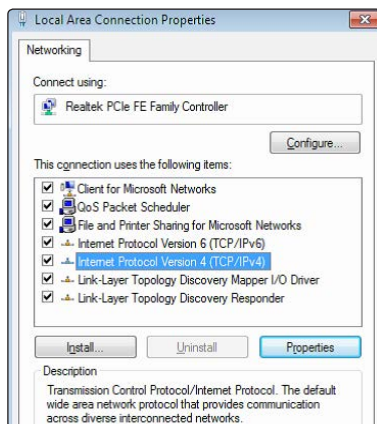 Local Area Connection Properties
Networking
Connect using:
Realtek PCIe FE Family Controller
Configure...
This connection uses the following items:
Client for Microsoft Networks
QoS Packet Scheduler
File and Printer Sharing for Microsoft Networks
Internet Protocol Version 6 (TCP/IPv6)
Internet Protocol Version 4 (TCP/IPv4)
Link-Layer Topology Discovery Mapper I/O Driver
Link-Layer Topology Discovery Responder
Install... Uninstall Properties
Description
Transmission Control Protocol/Internet Protocol. The default
wide area network protocol that provides communication
across diverse interconnected networks.